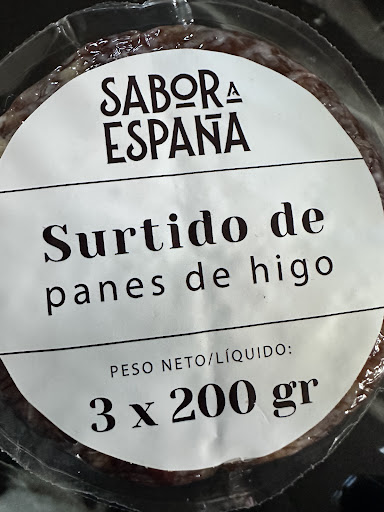 SABOR A
ESPAÑA
Surtido de
panes de higo
PESO NETO/LÍQUIDO:
3 x 200 gr